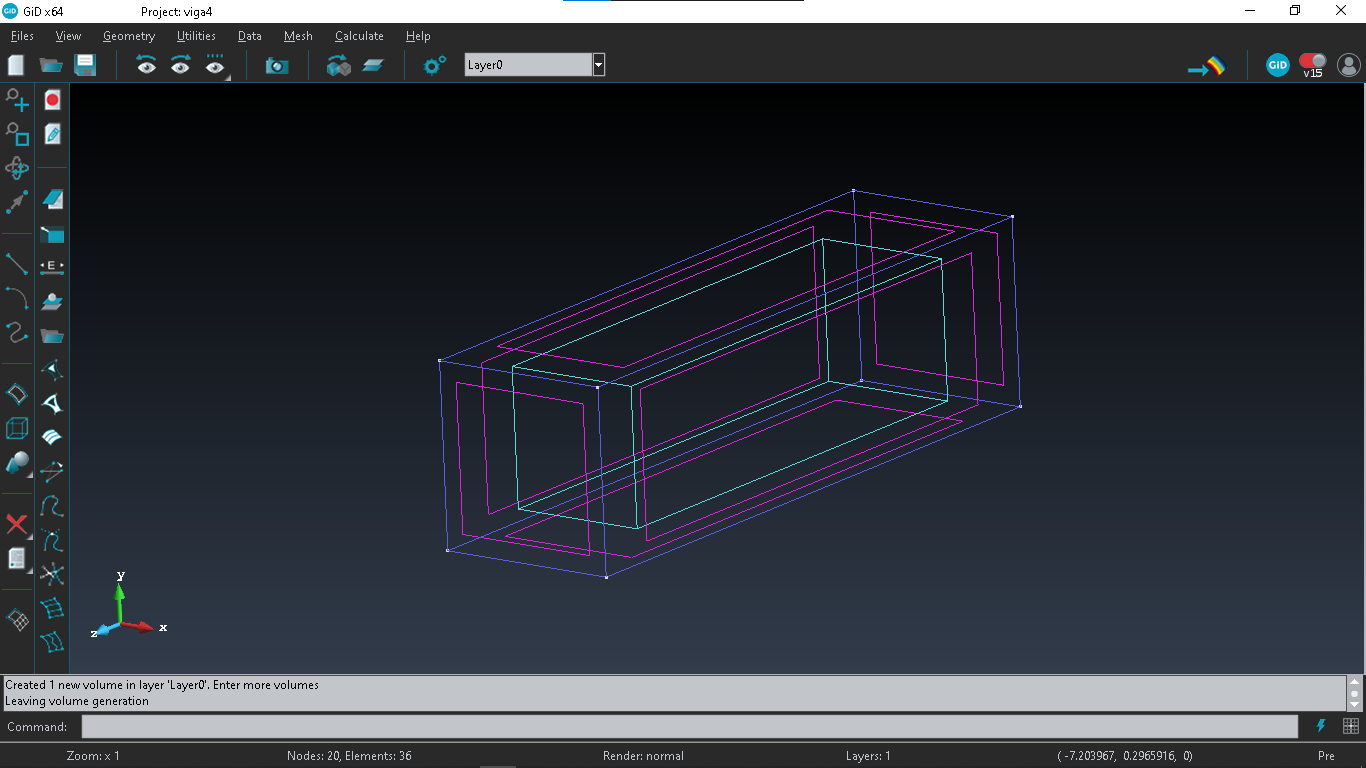 GiD GiD x64 Project: viga4
Files View Geometry Utilities Data Mesh Calculate Help
Layer0
GiD
v15
E
y
z x
Created 1 new volume in layer 'Layer0'. Enter more volumes
Leaving volume generation
Command:
Zoom: x 1 Nodes: 20, Elements: 36 Render: normal Layers: 1 ( -7.203967, 0.2965916, 0) Pre